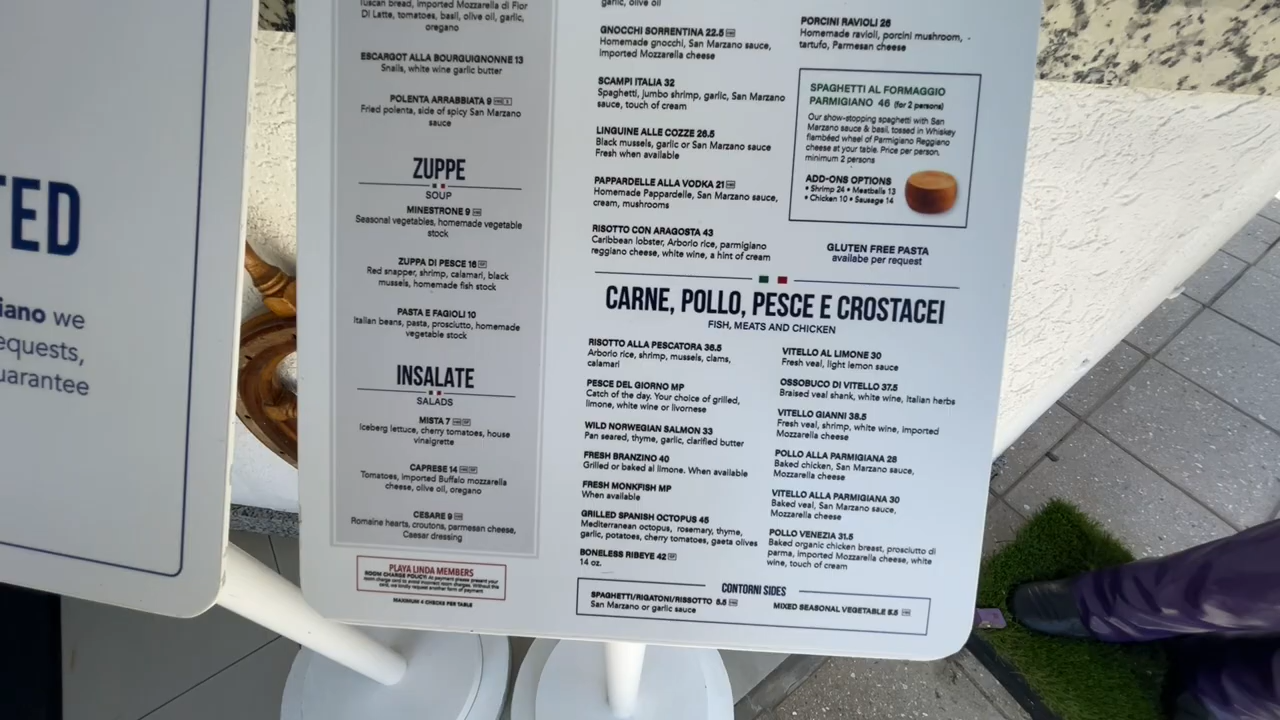 TED
iano we
equests,
uarantee
Tuscan bread, imported Mozzarella di Fior
Di Latte, tomatoes, basil, olive oil, garlic,
oregano
ESCARGOT ALLA BOURGUIGNONNE 13
Snails, white wine garlic butter
POLENTA ARRABBIATA 9
Fried polenta, side of spicy San Marzano
sauce
ZUPPE
SOUP
MINESTRONE 9
Seasonal vegetables, homemade vegetable
stock
ZUPPA DI PESCE 16
Red snapper, shrimp, calamari, black
mussels, homemade fish stock
PASTA E FAGIOLI 10
Italian beans, pasta, prosciutto, homemade
vegetable stock
INSALATE
SALADS
MISTA 7
Iceberg lettuce, cherry tomatoes, house
vinaigrette
CAPRESE 14
Tomatoes, imported Buffalo mozzarella
cheese, olive oil, oregano
CESARE 9
Romaine hearts, croutons, parmesan cheese,
Caesar dressing
PLAYA LINDA MEMBERS
ROOM CHARGE POLICY: At payment please present your
room charge card to avoid incorrect room charges. Without this
card, we kindly request another form of payment
MAXIMUM 4 CHECKS PER TABLE
garlic, olive oil
GNOCCHI SORRENTINA 22.5
Homemade gnocchi, San Marzano sauce,
Imported Mozzarella cheese
SCAMPI ITALIA 32
Spaghetti, jumbo shrimp, garlic, San Marzano
sauce, touch of cream
LINGUINE ALLE COZZE 26.5
Black mussels, garlic or San Marzano sauce
Fresh when available
PAPPARDELLE ALLA VODKA 21
Homemade Pappardelle, San Marzano sauce,
cream, mushrooms
RISOTTO CON ARAGOSTA 43
Caribbean lobster, Arborio rice, parmigiano
reggiano cheese, white wine, a hint of cream
PORCINI RAVIOLI 26
Homemade ravioli, porcini mushroom,
tartufo, Parmesan cheese
SPAGHETTI AL FORMAGGIO
PARMIGIANO 46 (for 2 persons)
Our show-stopping spaghetti with San
Marzano sauce & basil, tossed in Whiskey
flambéed wheel of Parmigiano Reggiano
cheese at your table. Price per person,
minimum 2 persons
ADD-ONS OPTIONS
• Shrimp 24 • Meatballs 13
• Chicken 10 • Sausage 14
GLUTEN FREE PASTA
availabe per request
CARNE, POLLO, PESCE E CROSTACEI
FISH, MEATS AND CHICKEN
RISOTTO ALLA PESCATORA 36.5
Arborio rice, shrimp, mussels, clams,
calamari
PESCE DEL GIORNO MP
Catch of the day. Your choice of grilled,
limone, white wine or livornese
WILD NORWEGIAN SALMON 33
Pan seared, thyme, garlic, clarified butter
FRESH BRANZINO 40
Grilled or baked al limone. When available
FRESH MONKFISH MP
When available
GRILLED SPANISH OCTOPUS 45
Mediterranean octopus, rosemary, thyme,
garlic, potatoes, cherry tomatoes, gaeta olives
BONELESS RIBEYE 42
14 oz.
VITELLO AL LIMONE 30
Fresh veal, light lemon sauce
OSSOBUCO DI VITELLO 37.5
Braised veal shank, white wine, Italian herbs
VITELLO GIANNI 38.5
Fresh veal, shrimp, white wine, imported
Mozzarella cheese
POLLO ALLA PARMIGIANA 28
Baked chicken, San Marzano sauce,
Mozzarella cheese
VITELLO ALLA PARMIGIANA 30
Baked veal, San Marzano sauce,
Mozzarella cheese
POLLO VENEZIA 31.5
Baked organic chicken breast, prosciutto di
parma, imported Mozzarella cheese, white
wine, touch of cream
CONTORNI SIDES
SPAGHETTI/RIGATONI/RISSOTTO 5.5
San Marzano or garlic sauce
MIXED SEASONAL VEGETABLE 5.5